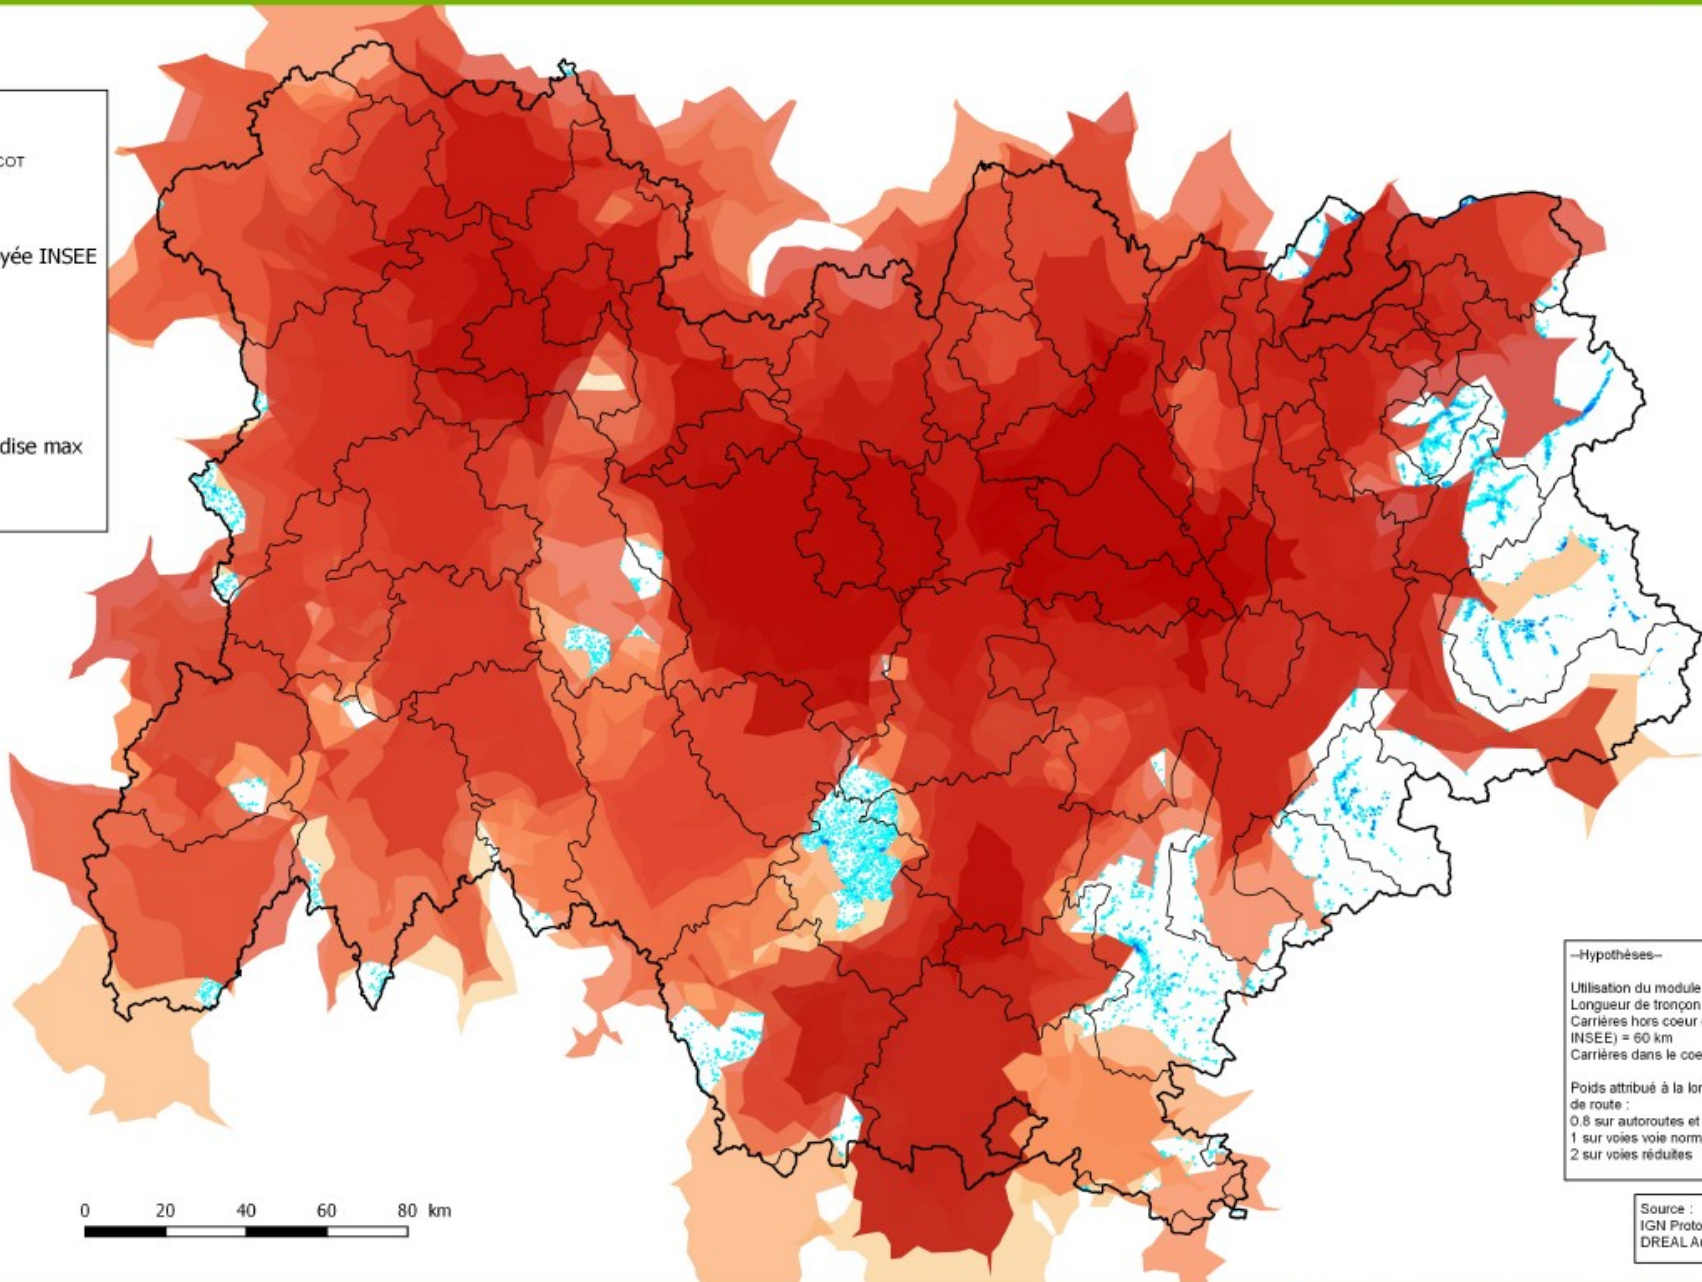 COT
yée INSEE
dise max
--Hypothèses--
Utilisation du module
Longueur de tronçon
Carrières hors coeur
INSEE) = 60 km
Carrières dans le coe
Poids attribué à la lon
de route :
0.8 sur autoroutes et
1 sur voies voie norm
2 sur voies réduites
0 20 40 60 80 km
Source :
IGN Proto
DREAL Au